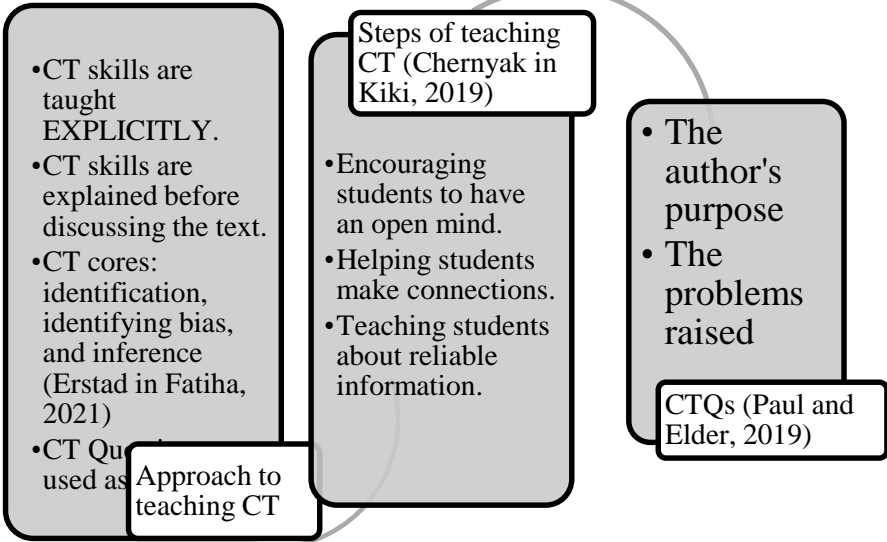 •CT skills are
taught
EXPLICITLY.
•CT skills are
explained before
discussing the text.
•CT cores:
identification,
identifying bias,
and inference
(Erstad in Fatiha,
2021)
•CT
used as
Approach to
teaching CT
Steps of teaching
CT (Chernyak in
Kiki, 2019)
•Encouraging
students to have
an open mind.
•Helping students
make connections.
•Teaching students
about reliable
information.
• The
author's
purpose
• The
problems
raised
CTQs (Paul and
Elder, 2019)